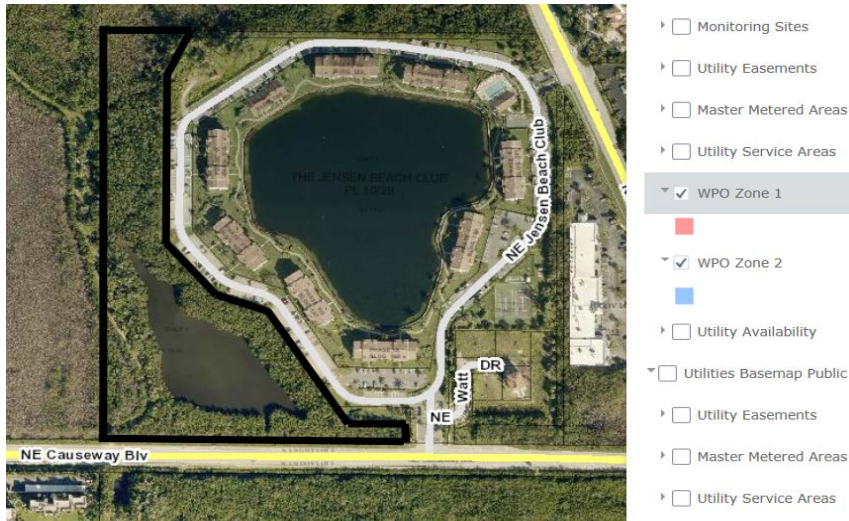 THE JENSEN BEACH CLUB
PL 10/29
NE Jensen Beach Club
Watt
DR
NE
NE Causeway Blv
Monitoring Sites
Utility Easements
Master Metered Areas
Utility Service Areas
WPO Zone 1
WPO Zone 2
Utility Availability
Utilities Basemap Public
Utility Easements
Master Metered Areas
Utility Service Areas